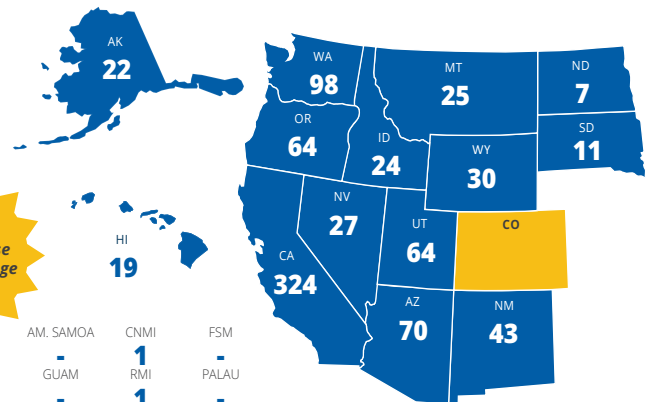 AK
22
WA
98
MT
25
ND
7
OR
64
ID
24
SD
11
WY
30
NV
27
UT
64
CO
HI
19
CA
324
AZ
70
NM
43
AM. SAMOA CNMI FSM
- 1 -
GUAM RMI PALAU
- 1 -